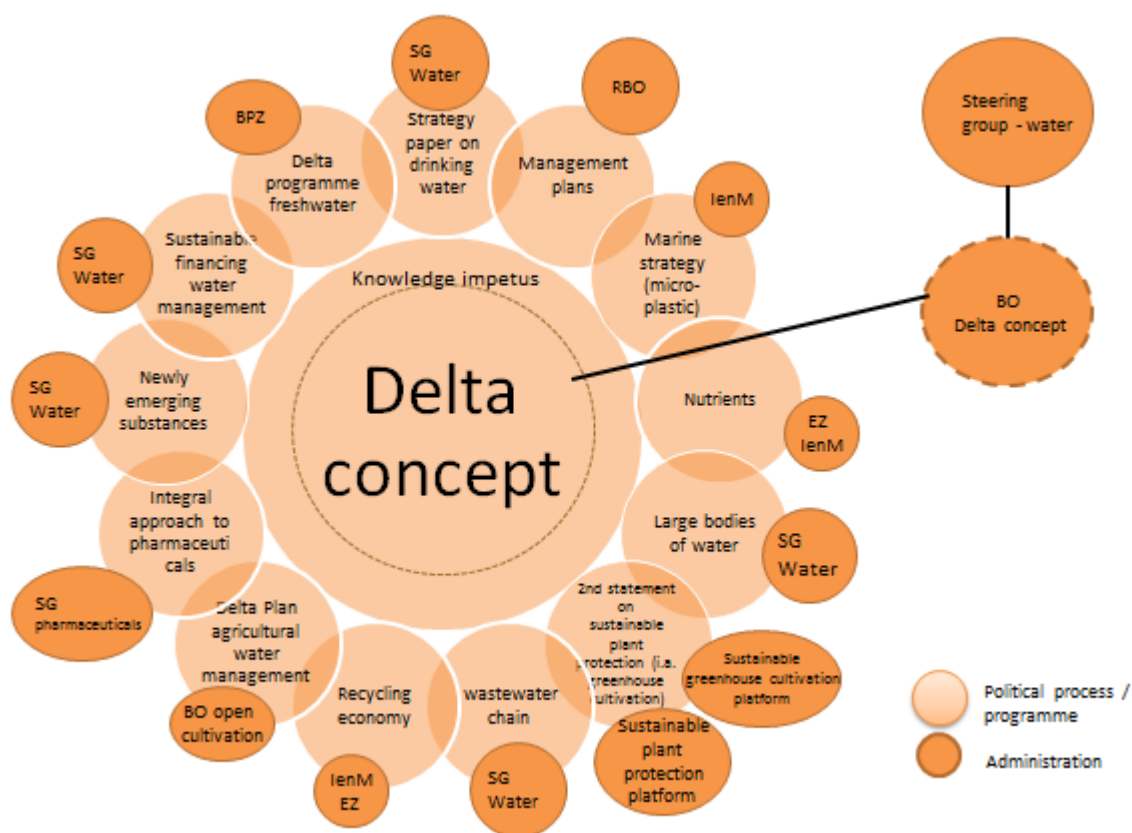 SG
Water
Strategy
paper on
drinking
water
RBO
Management
plans
IenM
Marine
strategy
(micro-
plastic)
Nutrients
EZ
IenM
Large bodies
of water
SG
Water
2nd statement
on
sustainable
plant
protection (i.a.
greenhouse
cultivation)
Sustainable
greenhouse cultivation
platform
Sustainable
plant
protection
platform
wastewater
chain
SG
Water
Recycling
economy
IenM
EZ
Delta Plan
agricultural
water
management
BO open
cultivation
Integral
approach to
pharmaceuti
cals
SG
pharmaceuticals
Newly
emerging
substances
SG
Water
Sustainable
financing
water
management
SG
Water
Delta
programme
freshwater
BPZ
Knowledge impetus
Delta
concept
Steering
group - water
BO
Delta concept
Political process /
programme
Administration